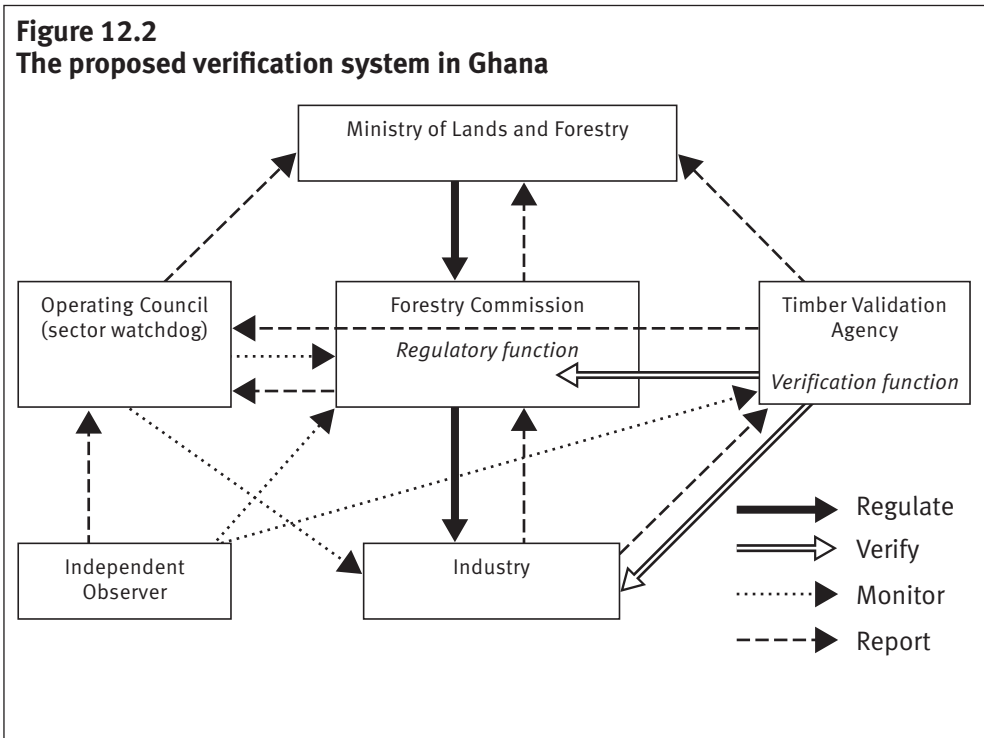 Figure 12.2
The proposed verification system in Ghana
Ministry of Lands and Forestry
Operating Council
(sector watchdog)
Forestry Commission
Regulatory function
Timber Validation
Agency
Verification function
Independent
Observer
Industry
Regulate
Verify
Monitor
Report